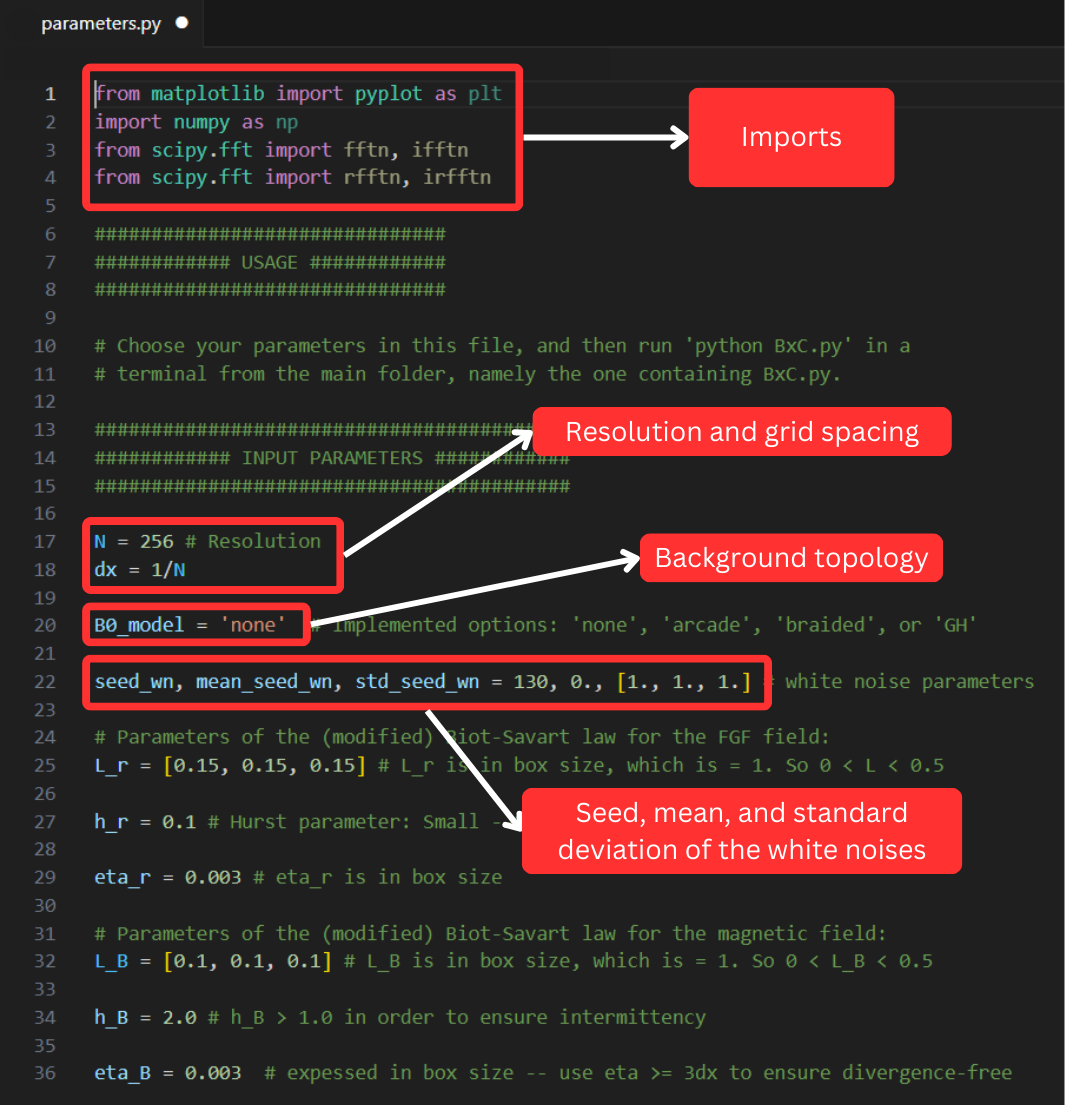 parameters.py
1 from matplotlib import pyplot as plt
2 import numpy as np
3 from scipy.fft import fftn, ifftn
4 from scipy.fft import rfftn, irfftn
Imports
5
6 ###############################
7 ############ USAGE ############
8 ###############################
9
10 # Choose your parameters in this file, and then run 'python BxC.py' in a
11 # terminal from the main folder, namely the one containing BxC.py.
12
13 #######################################
Resolution and grid spacing
14 ############ INPUT PARAMETERS ############
15 ##########################################
16
17 N = 256 # Resolution
18 dx = 1/N
Background topology
19
20 B0_model = 'none' # Implemented options: 'none', 'arcade', 'braided', or 'GH'
21
22 seed_wn, mean_seed_wn, std_seed_wn = 130, 0., [1., 1., 1.] # white noise parameters
23
24 # Parameters of the (modified) Biot-Savart law for the FGF field:
25 L_r = [0.15, 0.15, 0.15] # L_r is in box size, which is = 1. So 0 < L < 0.5
26
27 h_r = 0.1 # Hurst parameter: Small -
Seed, mean, and standard
deviation of the white noises
28
29 eta_r = 0.003 # eta_r is in box size
30
31 # Parameters of the (modified) Biot-Savart law for the magnetic field:
32 L_B = [0.1, 0.1, 0.1] # L_B is in box size, which is = 1. So 0 < L_B < 0.5
33
34 h_B = 2.0 # h_B > 1.0 in order to ensure intermittency
35
36 eta_B = 0.003  # expessed in box size -- use eta >= 3dx to ensure divergence-free